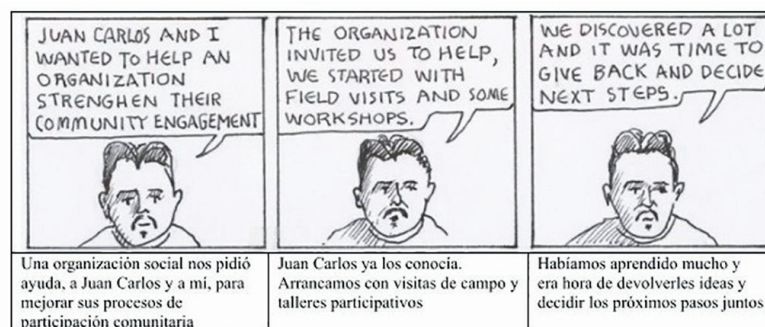 JUAN CARLOS AND I
WANTED TO HELP AN
ORGANIZATION
STRENGHEN THEIR
COMMUNITY ENGAGEMENT
THE ORGANIZATION
INVITED US TO HELP,
WE STARTED WITH
FIELD VISITS AND SOME
WORKSHOPS.
WE DISCOVERED A LOT
AND IT WAS TIME TO
GIVE BACK AND DECIDE
NEXT STEPS.
Una organización social nos pidió
ayuda, a Juan Carlos y a mí, para
mejorar sus procesos de
participación comunitaria
Juan Carlos ya los conocía.
Arrancamos con visitas de campo y
talleres participativos
Habíamos aprendido mucho y
era hora de devolverles ideas y
decidir los próximos pasos juntos